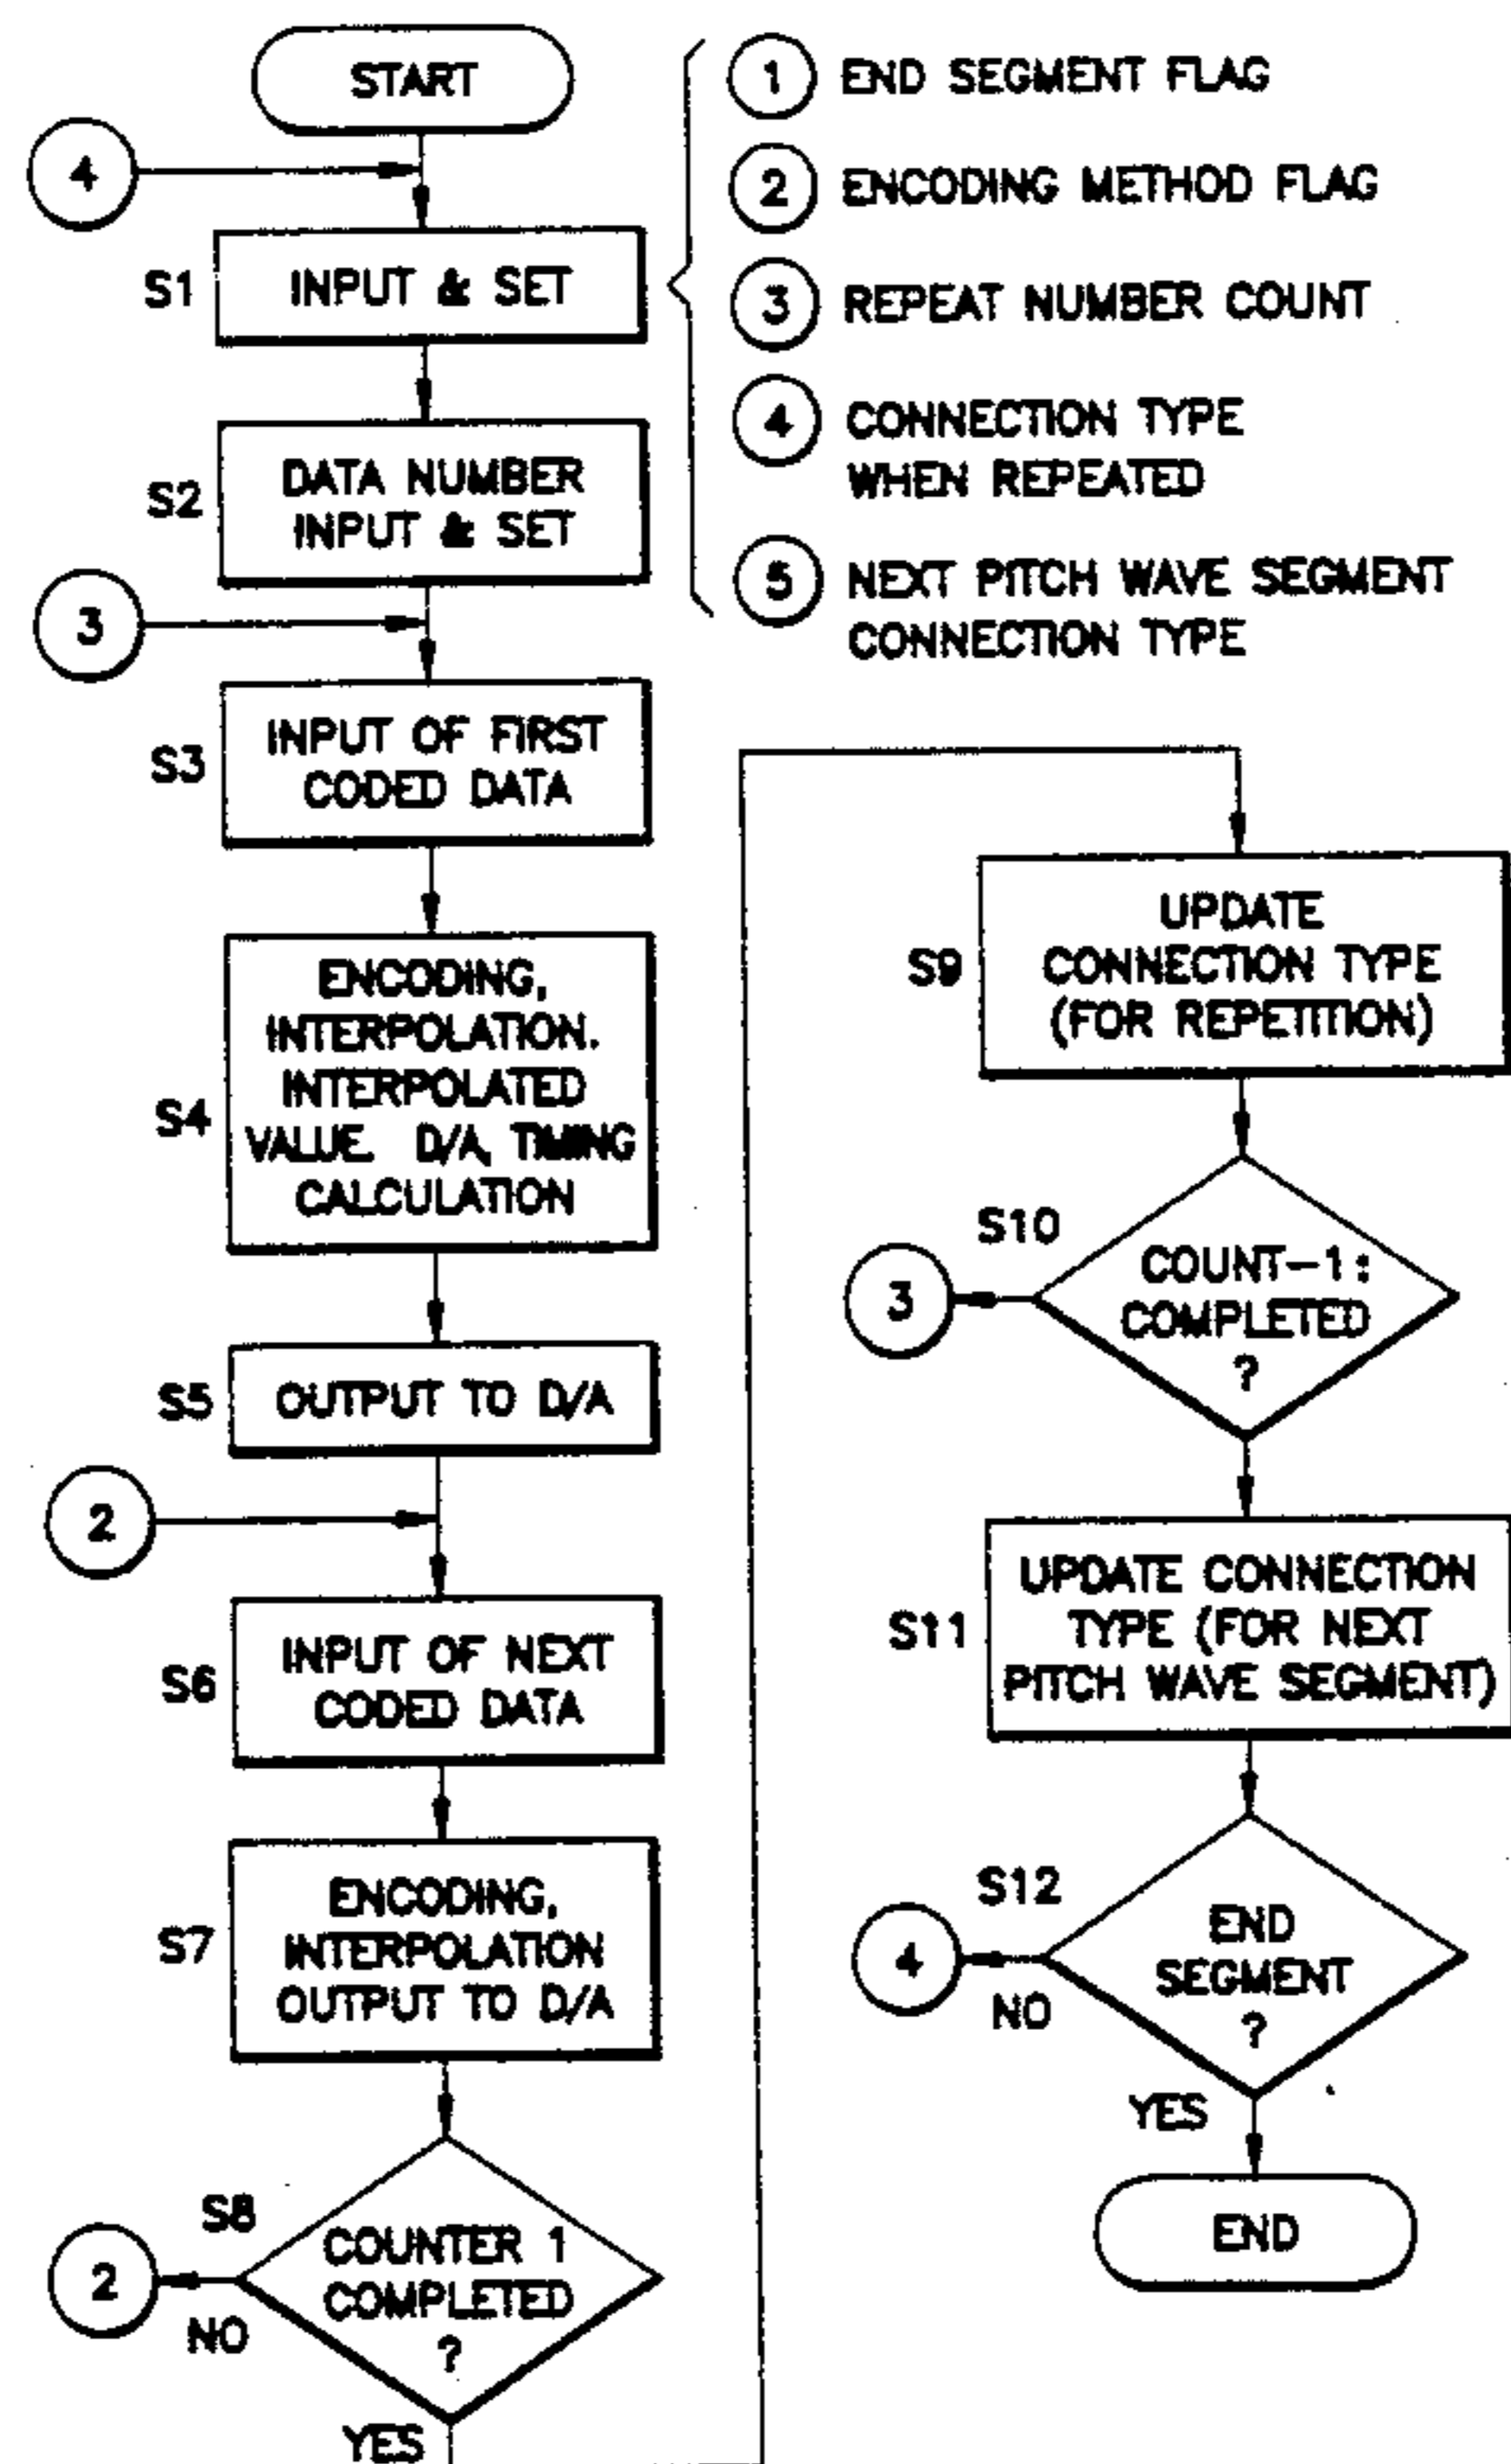 START
4
S1
INPUT & SET
1 END SEGMENT FLAG
2 ENCODING METHOD FLAG
3 REPEAT NUMBER COUNT
4 CONNECTION TYPE
WHEN REPEATED
5 NEXT PITCH WAVE SEGMENT
CONNECTION TYPE
S2
DATA NUMBER
INPUT & SET
3
S3
INPUT OF FIRST
CODED DATA
S4
ENCODING,
INTERPOLATION.
INTERPOLATED
VALUE. D/A, TIMING
CALCULATION
S5
OUTPUT TO D/A
2
S6
INPUT OF NEXT
CODED DATA
S7
ENCODING,
INTERPOLATION
OUTPUT TO D/A
S8
COUNTER 1
COMPLETED
?
2
NO
YES
S9
UPDATE
CONNECTION TYPE
(FOR REPETITION)
S10
COUNT-1:
COMPLETED
?
3
S11
UPDATE CONNECTION
TYPE (FOR NEXT
PITCH WAVE SEGMENT)
S12
END
SEGMENT
?
4
NO
YES
END